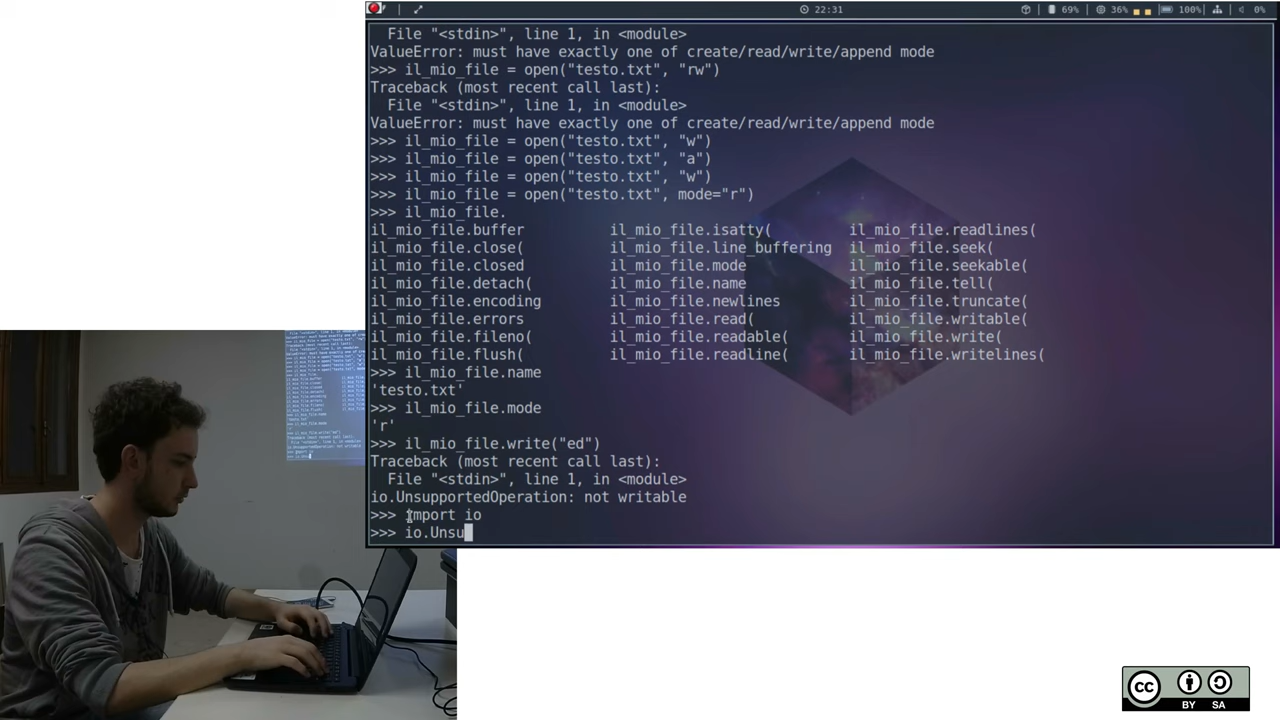 22:31 69% 36% 100% 0%
File "<stdin>", line 1, in <module>
ValueError: must have exactly one of create/read/write/append mode
>>> il_mio_file = open("testo.txt", "rw")
Traceback (most recent call last):
File "<stdin>", line 1, in <module>
ValueError: must have exactly one of create/read/write/append mode
>>> il_mio_file = open("testo.txt", "w")
>>> il_mio_file = open("testo.txt", "a")
>>> il_mio_file = open("testo.txt", "w")
>>> il_mio_file = open("testo.txt", mode="r")
>>> il_mio_file.
il_mio_file.buffer il_mio_file.isatty( il_mio_file.readlines(
il_mio_file.close( il_mio_file.line_buffering il_mio_file.seek(
il_mio_file.closed il_mio_file.mode il_mio_file.seekable(
il_mio_file.detach( il_mio_file.name il_mio_file.tell(
il_mio_file.encoding il_mio_file.newlines il_mio_file.truncate(
il_mio_file.errors il_mio_file.read( il_mio_file.writable(
il_mio_file.fileno( il_mio_file.readable( il_mio_file.write(
il_mio_file.flush( il_mio_file.readline( il_mio_file.writelines(
>>> il_mio_file.name
'testo.txt'
>>> il_mio_file.mode
'r'
>>> il_mio_file.write("ed")
Traceback (most recent call last):
File "<stdin>", line 1, in <module>
io.UnsupportedOperation: not writable
>>> import io
>>> io.Unsu
cc BY SA